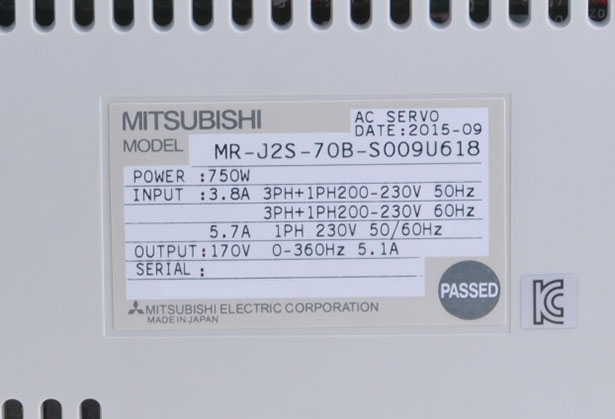 MITSUBISHI
AC SERVO
DATE:2015-09
MODEL MR-J2S-70B-S009U618
POWER :750W
INPUT :3.8A 3PH+1PH200-230V 50Hz
3PH+1PH200-230V 60Hz
5.7A 1PH 230V 50/60Hz
OUTPUT:170V 0-360Hz 5.1A
SERIAL :
PASSED
MITSUBISHI ELECTRIC CORPORATION
MADE IN JAPAN